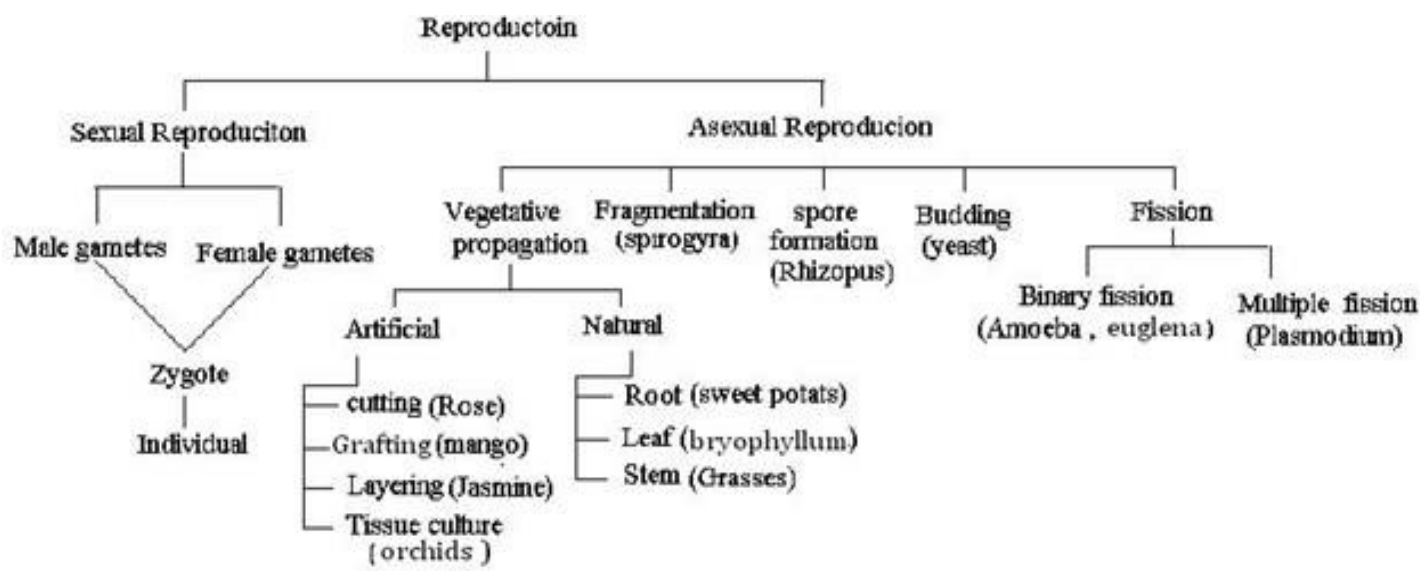 Reproductoin
Sexual Reproduciton
Asexual Reproducion
Male gametes
Female gametes
Zygote
Individual
Vegetative
propagation
Fragmentation
(spirogyra)
spore
formation
(Rhizopus)
Budding
(yeast)
Fission
Binary fission
(Amoeba , euglena)
Multiple fission
(Plasmodium)
Artificial
cutting (Rose)
Grafting (mango)
Layering (Jasmine)
Tissue culture
(orchids )
Natural
Root (sweet potats)
Leaf (bryophyllum)
Stem (Grasses)